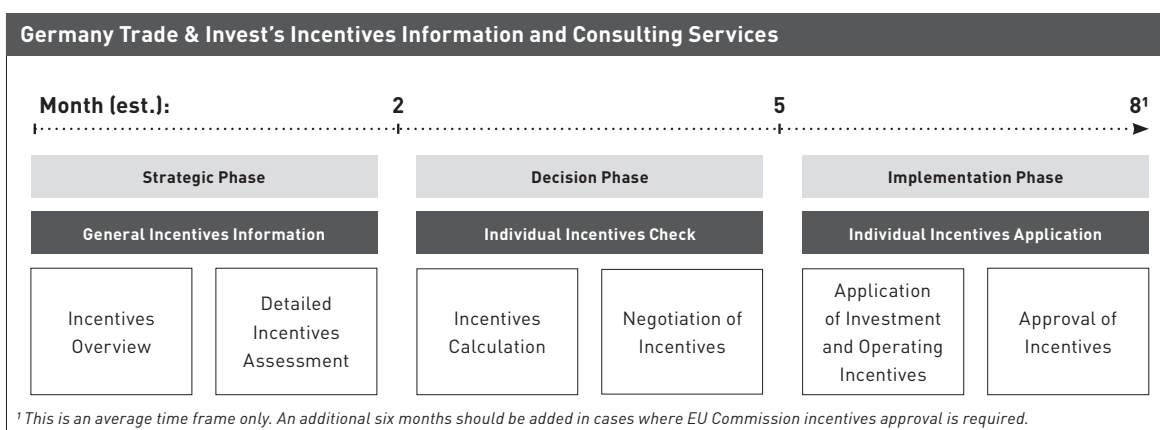 Germany Trade & Invest's Incentives Information and Consulting Services
Month (est.): 2 5 8¹
Strategic Phase
Decision Phase
Implementation Phase
General Incentives Information
Individual Incentives Check
Individual Incentives Application
Incentives
Overview
Detailed
Incentives
Assessment
Incentives
Calculation
Negotiation of
Incentives
Application
of Investment
and Operating
Incentives
Approval of
Incentives
¹ This is an average time frame only. An additional six months should be added in cases where EU Commission incentives approval is required.